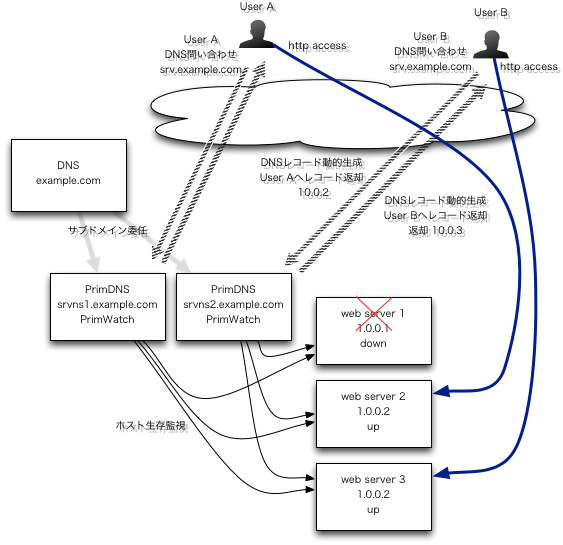 User A
User B
User A
DNS問い合わせ
srv.example.com
http access
User B
DNS問い合わせ
srv.example.com
http access
DNS
example.com
DNSレコード動的生成
User Aへレコード返却
10.0.2
DNSレコード動的生成
User Bへレコード返却
返却 10.0.3
サブドメイン委任
PrimDNS
srvns1.example.com
PrimWatch
PrimDNS
srvns2.example.com
PrimWatch
web server 1
1.0.0.1
down
web server 2
1.0.0.2
up
ホスト生存監視
web server 3
1.0.0.2
up